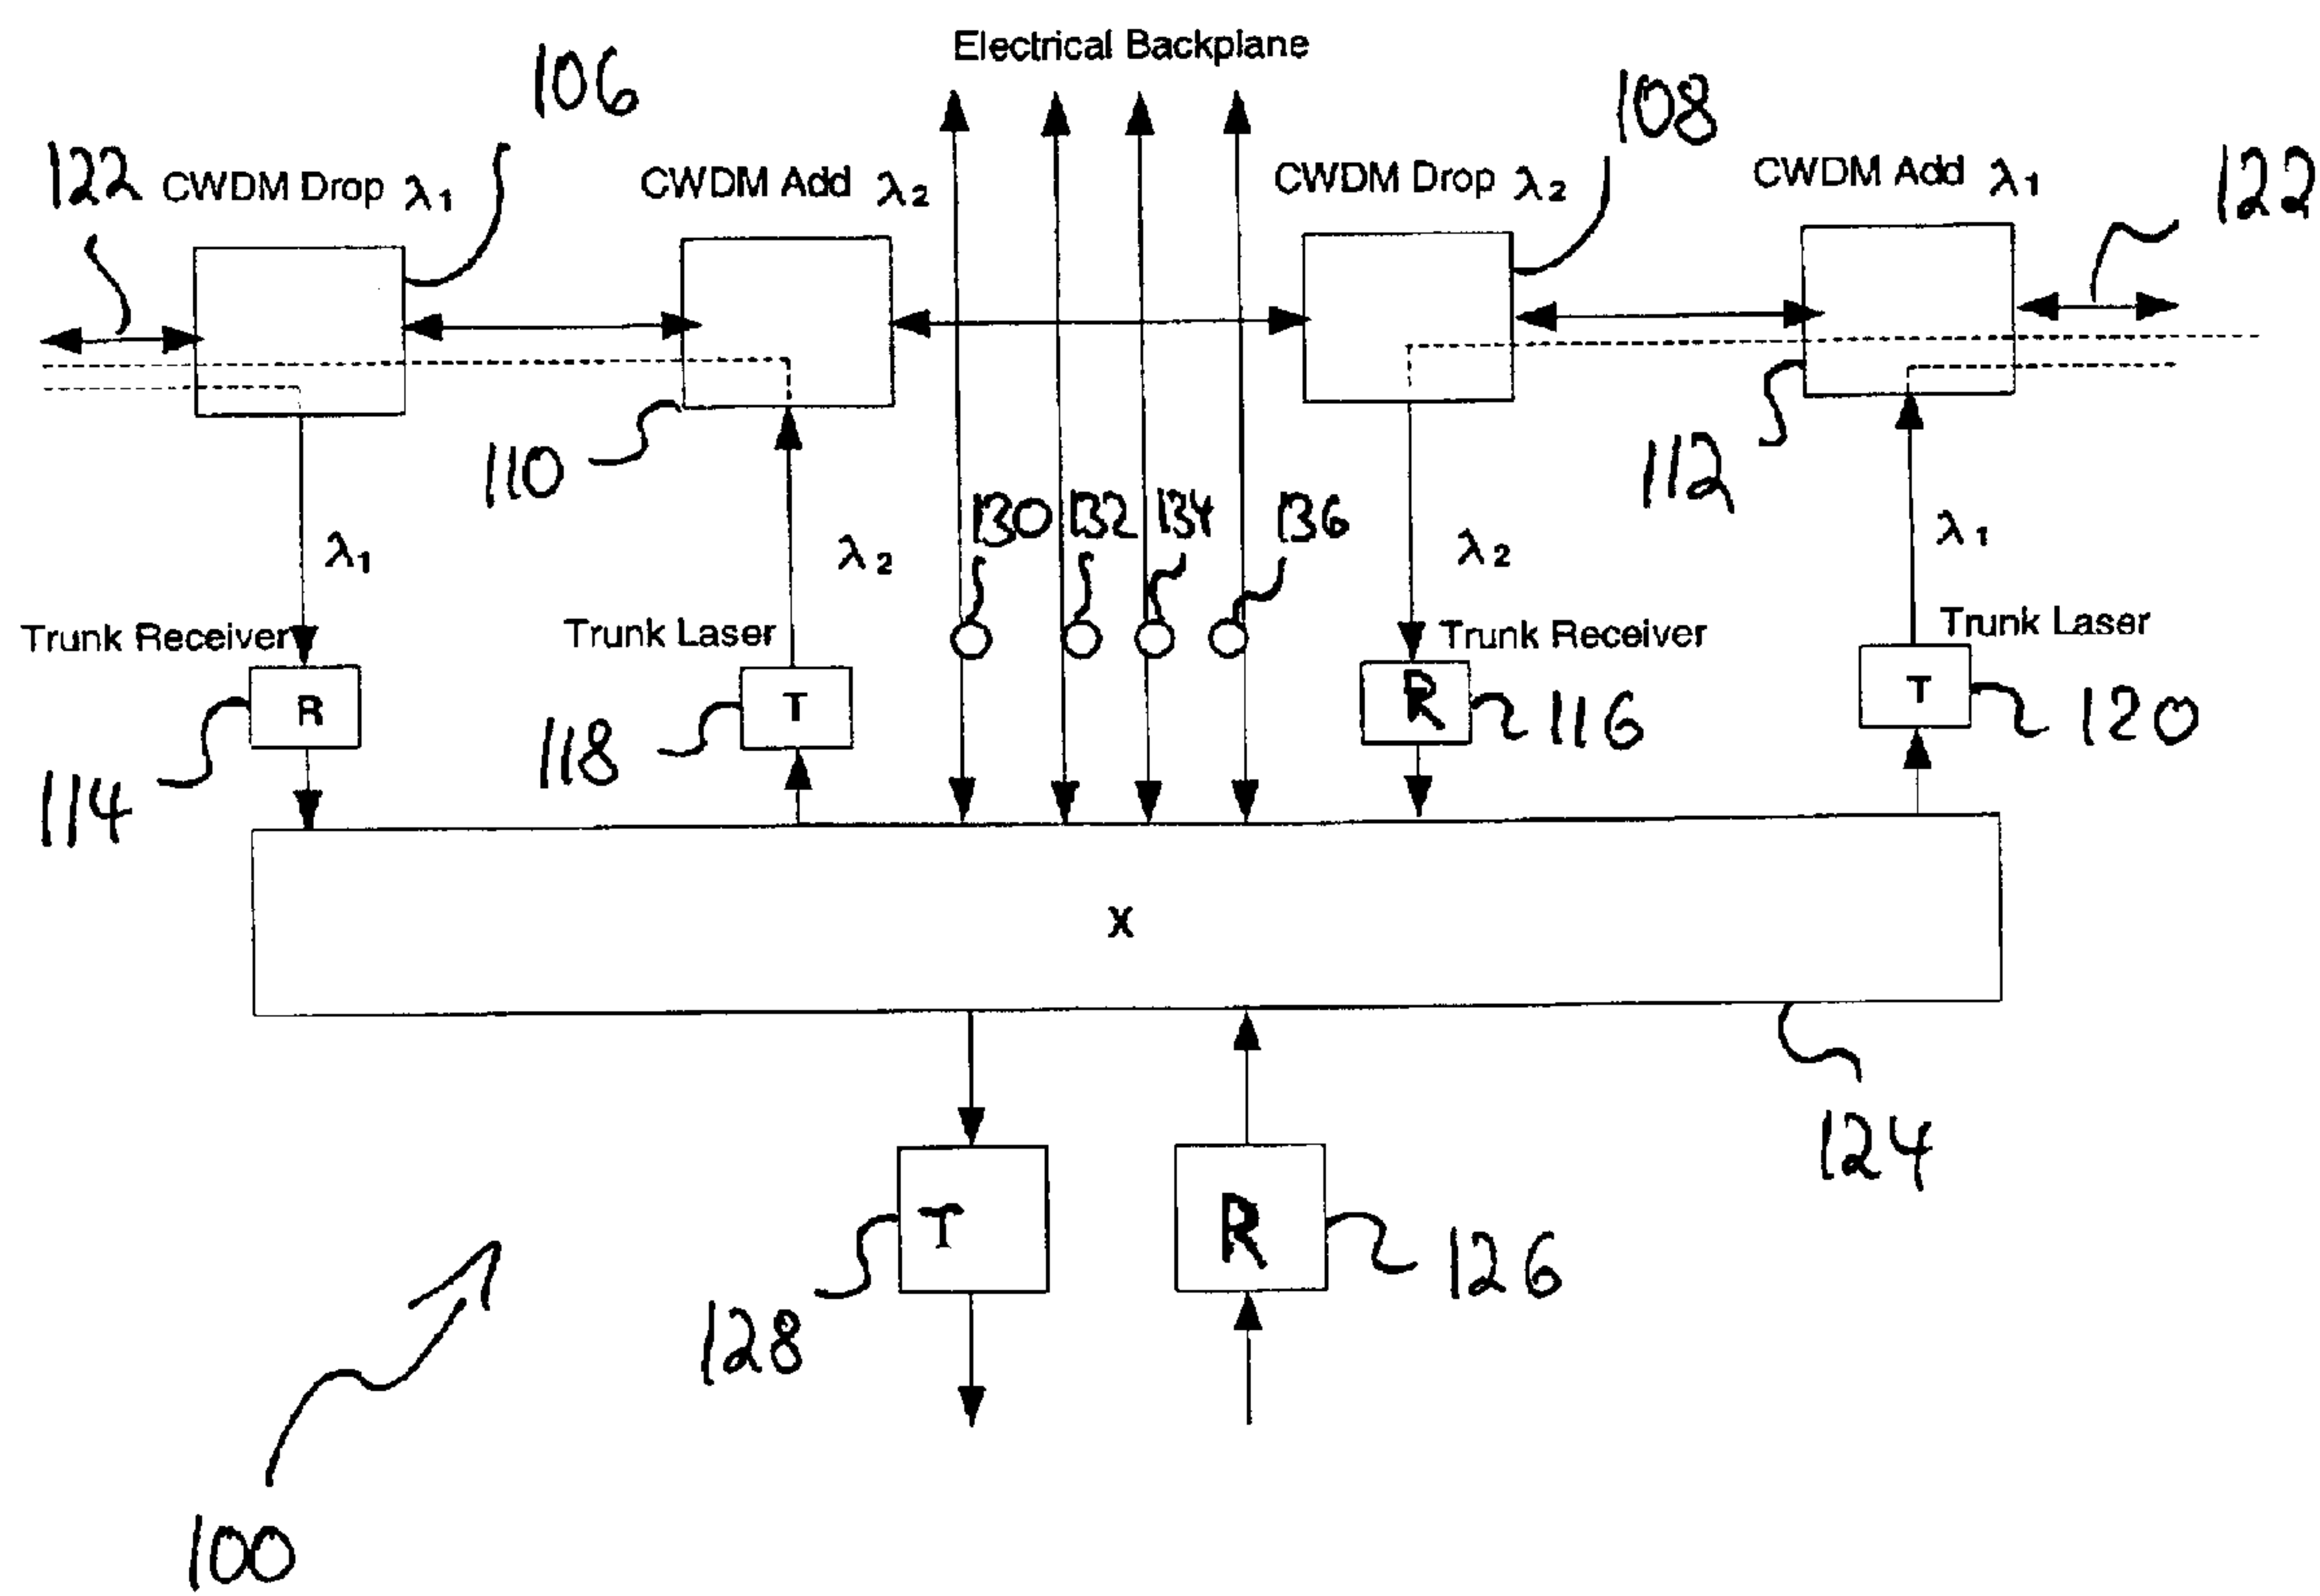 Electrical Backplane
106
108
122
CWDM Drop λ1
CWDM Add λ2
CWDM Drop λ2
CWDM Add λ1
122
110
112
130
132
134
136
λ1
λ2
λ2
λ1
Trunk Receiver
Trunk Laser
Trunk Receiver
Trunk Laser
R
T
R
T
114
118
116
120
X
124
T
R
128
126
100